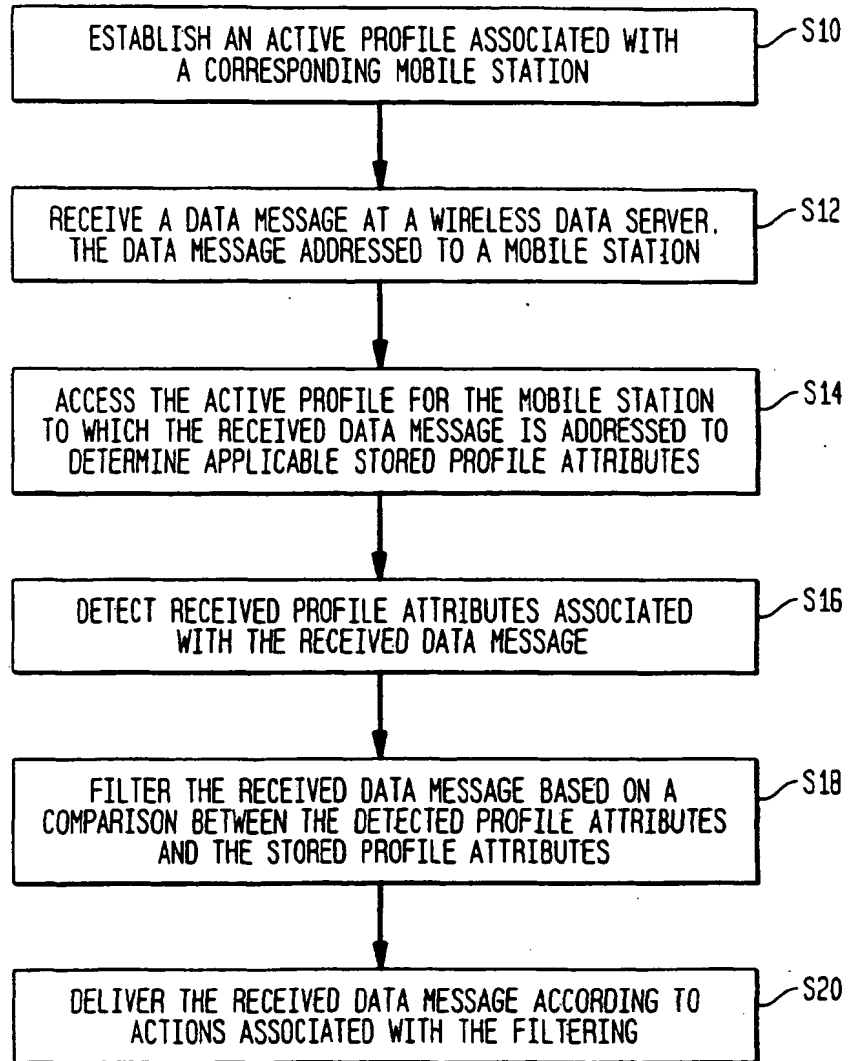 ESTABLISH AN ACTIVE PROFILE ASSOCIATED WITH
A CORRESPONDING MOBILE STATION
S10
RECEIVE A DATA MESSAGE AT A WIRELESS DATA SERVER.
THE DATA MESSAGE ADDRESSED TO A MOBILE STATION
S12
ACCESS THE ACTIVE PROFILE FOR THE MOBILE STATION
TO WHICH THE RECEIVED DATA MESSAGE IS ADDRESSED TO
DETERMINE APPLICABLE STORED PROFILE ATTRIBUTES
S14
DETECT RECEIVED PROFILE ATTRIBUTES ASSOCIATED
WITH THE RECEIVED DATA MESSAGE
S16
FILTER THE RECEIVED DATA MESSAGE BASED ON A
COMPARISON BETWEEN THE DETECTED PROFILE ATTRIBUTES
AND THE STORED PROFILE ATTRIBUTES
S18
DELIVER THE RECEIVED DATA MESSAGE ACCORDING TO
ACTIONS ASSOCIATED WITH THE FILTERING
S20